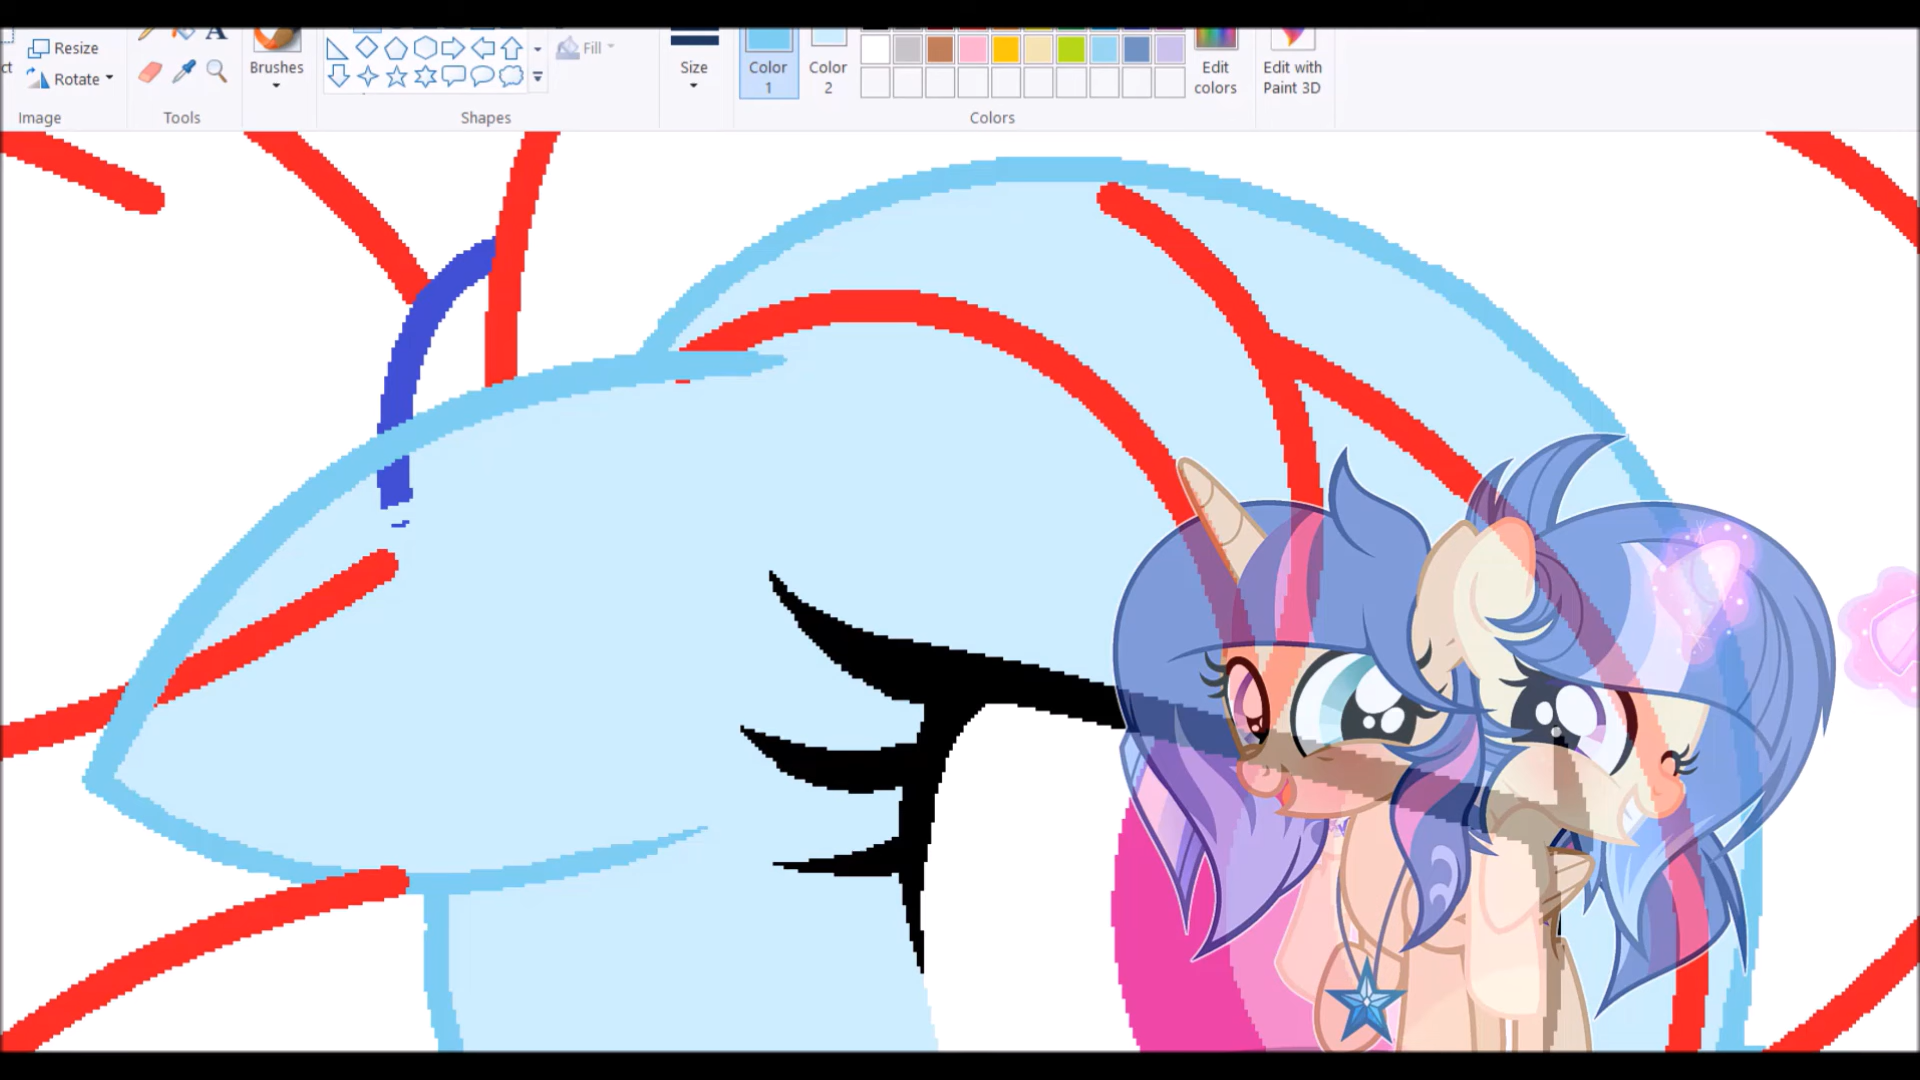 Resize
ct
Rotate
A
Brushes
Fill
Size
Color
1
Color
2
Edit
colors
Edit with
Paint 3D
Image
Tools
Shapes
Colors